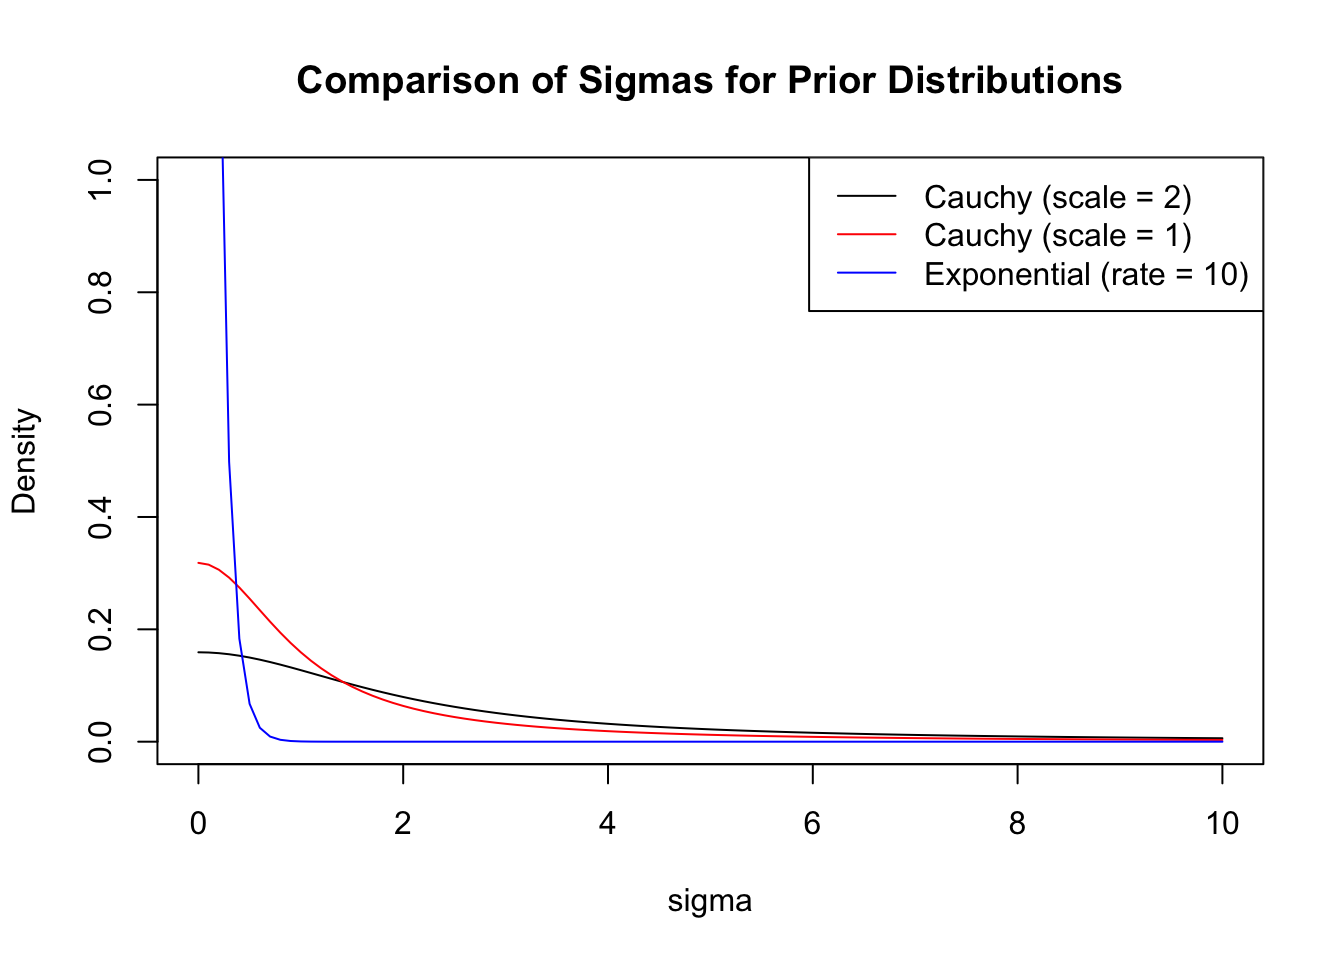 Comparison of Sigmas for Prior Distributions
Cauchy (scale = 2)
Cauchy (scale = 1)
Exponential (rate = 10)
1.0
0.8
0.6
0.4
0.2
0.0
Density
0 2 4 6 8 10
sigma